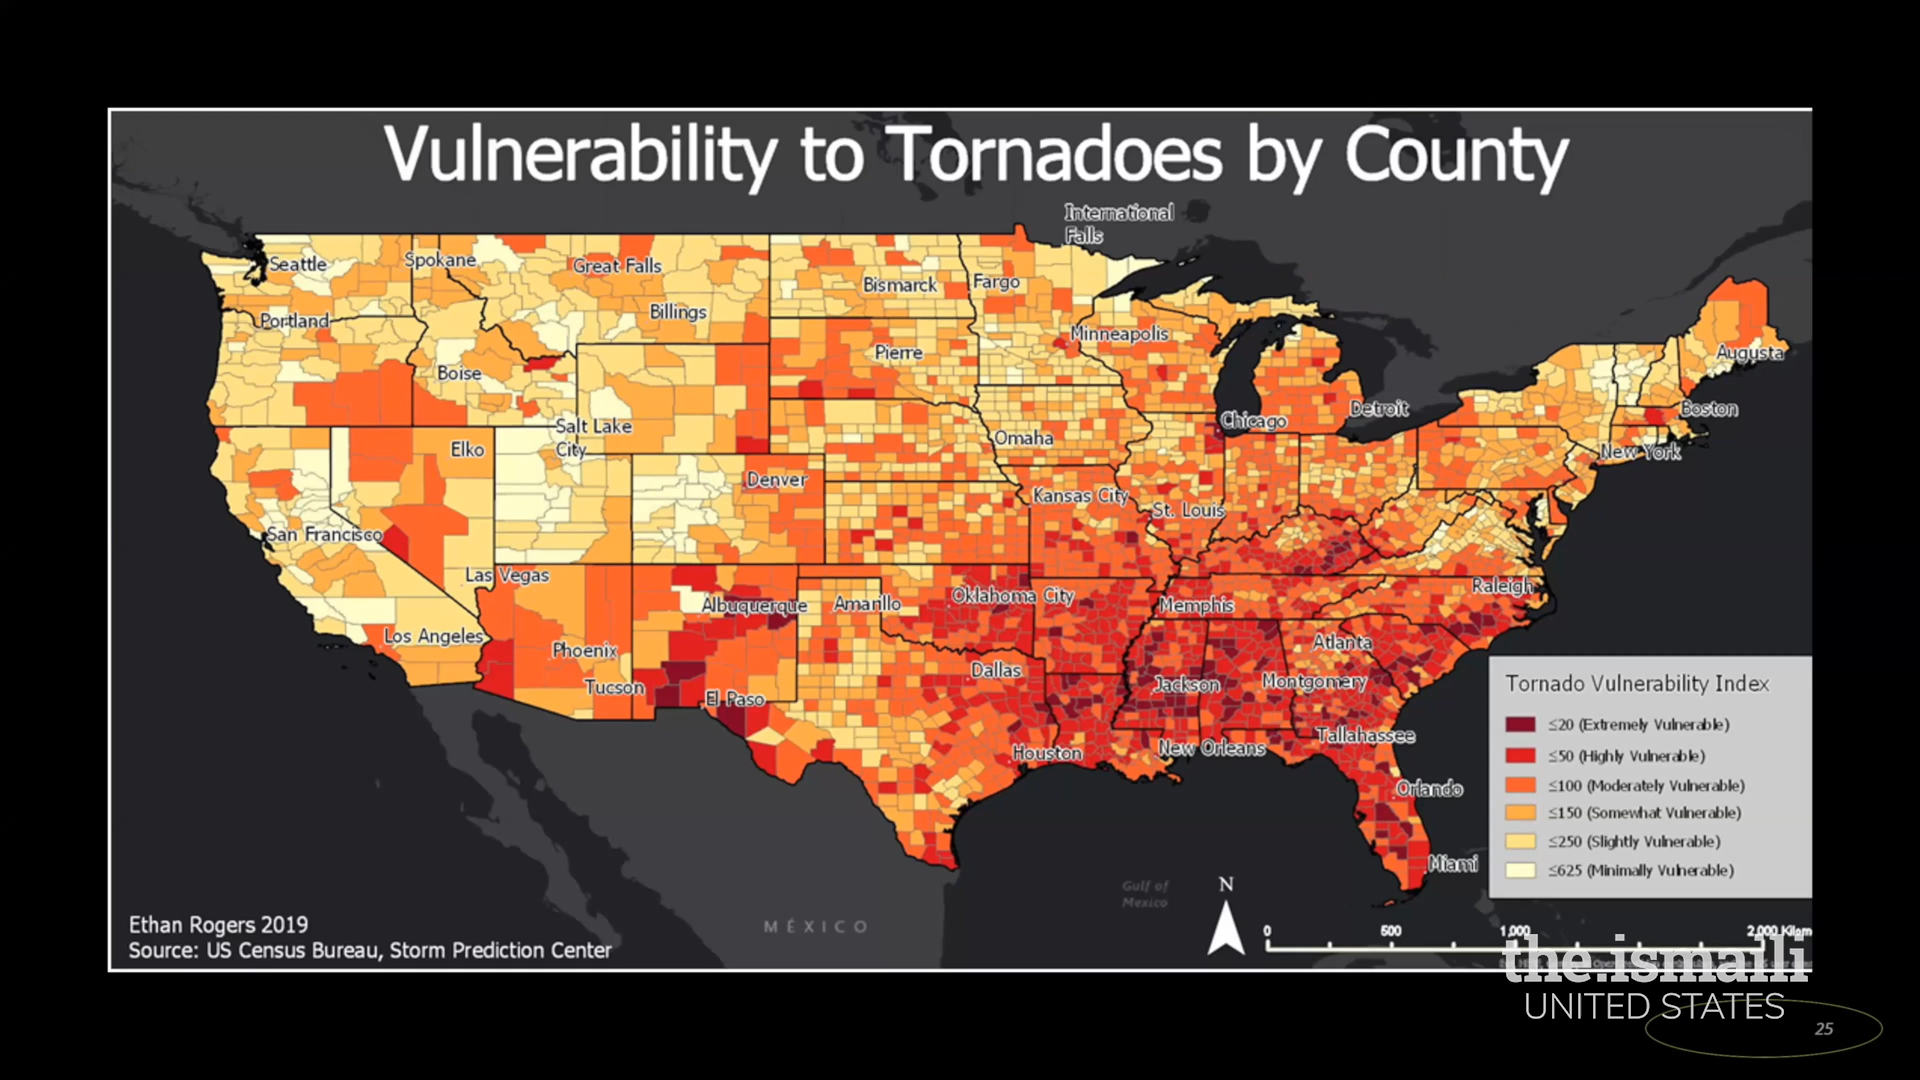 Vulnerability to Tornadoes by County
International
Falls
Seattle
Spokane
Great Falls
Bismarck
Fargo
Portland
Billings
Minneapolis
Pierre
Augusta
Boise
Salt Lake
City
Chicago
Detroit
Boston
Elko
Omaha
New York
Denver
Kansas City
St. Louis
San Francisco
Las Vegas
Raleigh
Albuquerque
Amarillo
Oklahoma City
Memphis
Los Angeles
Phoenix
Atlanta
Dallas
Tucson
El Paso
Jackson
Montgomery
Tallahassee
Houston
New Orleans
Orlando
Miami
Tornado Vulnerability Index
≤20 (Extremely Vulnerable)
≤50 (Highly Vulnerable)
≤100 (Moderately Vulnerable)
≤150 (Somewhat Vulnerable)
≤250 (Slightly Vulnerable)
≤625 (Minimally Vulnerable)
Gulf of
Mexico
MÉXICO
N
0 500 1,000 2,000 Kilom
Ethan Rogers 2019
Source: US Census Bureau, Storm Prediction Center
the.ismaili
UNITED STATES
25